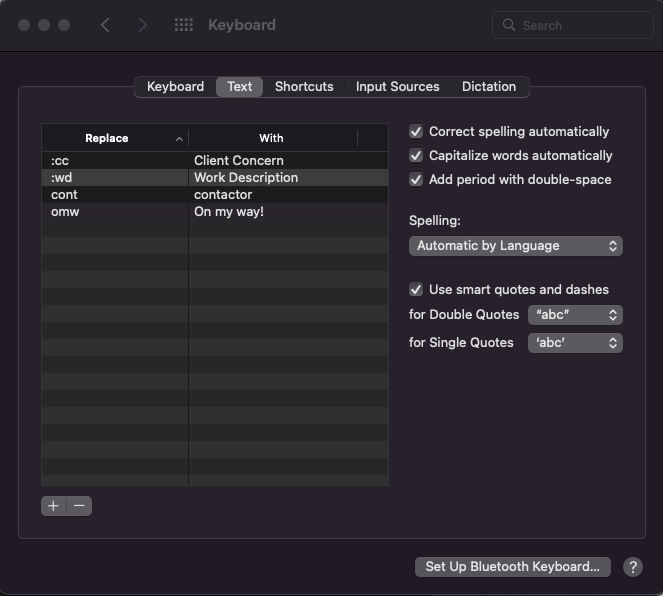 Keyboard
Search
Keyboard Text Shortcuts Input Sources Dictation
Replace With
:cc Client Concern
:wd Work Description
cont contactor
omw On my way!
Correct spelling automatically
Capitalize words automatically
Add period with double-space
Spelling:
Automatic by Language
Use smart quotes and dashes
for Double Quotes “abc”
for Single Quotes ‘abc’
+ −
Set Up Bluetooth Keyboard... ?